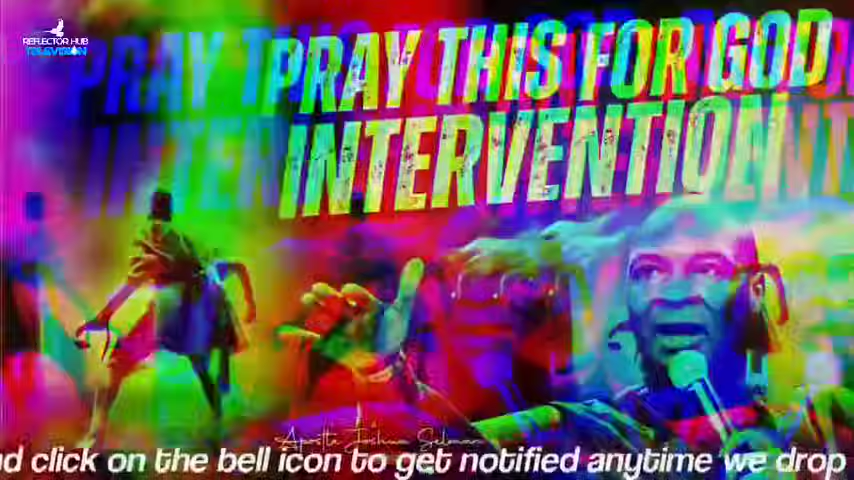 REFLECTOR HUB
TELEVISION
PRAY THIS FOR GOD
INTERVENTION
Apostle Joshua Selman
d click on the bell icon to get notified anytime we drop